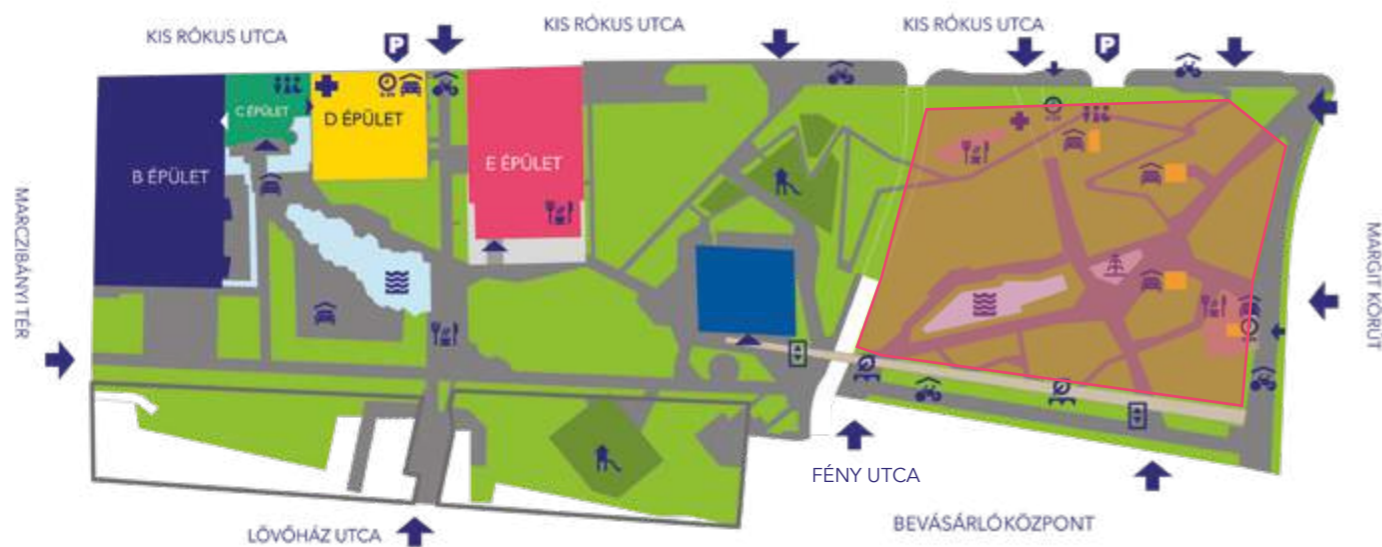 KIS RÓKUS UTCA
KIS RÓKUS UTCA
KIS RÓKUS UTCA
P
P
C ÉPÜLET
D ÉPÜLET
B ÉPÜLET
E ÉPÜLET
MARCZIBÁNYI TÉR
MARGIT KÖRÚT
FÉNY UTCA
LÖVŐHÁZ UTCA
BEVÁSÁRLÓKÖZPONT